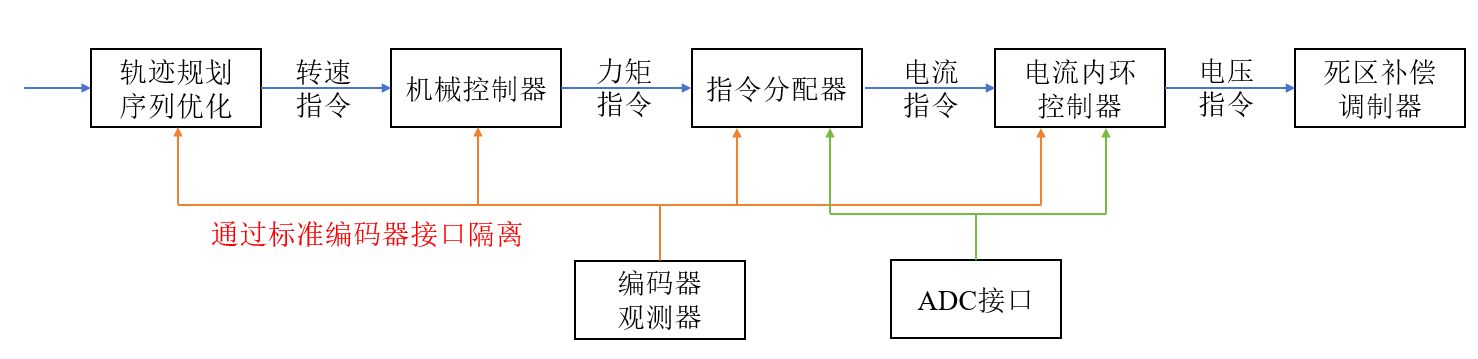 轨迹规划
序列优化
转速
指令
机械控制器
力矩
指令
指令分配器
电流
指令
电流内环
控制器
电压
指令
死区补偿
调制器
通过标准编码器接口隔离
编码器
观测器
ADC接口